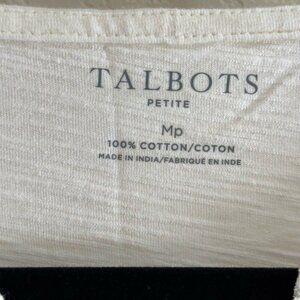 TALBOTS
PETITE
Mp
100% COTTON/COTON
MADE IN INDIA/FABRIQUÉ EN INDE